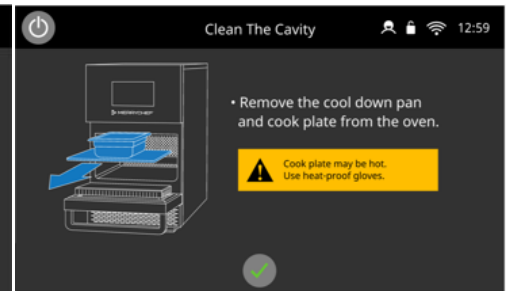 Clean The Cavity
12:59
MERRYCHEF
• Remove the cool down pan
and cook plate from the oven.
Cook plate may be hot.
Use heat-proof gloves.